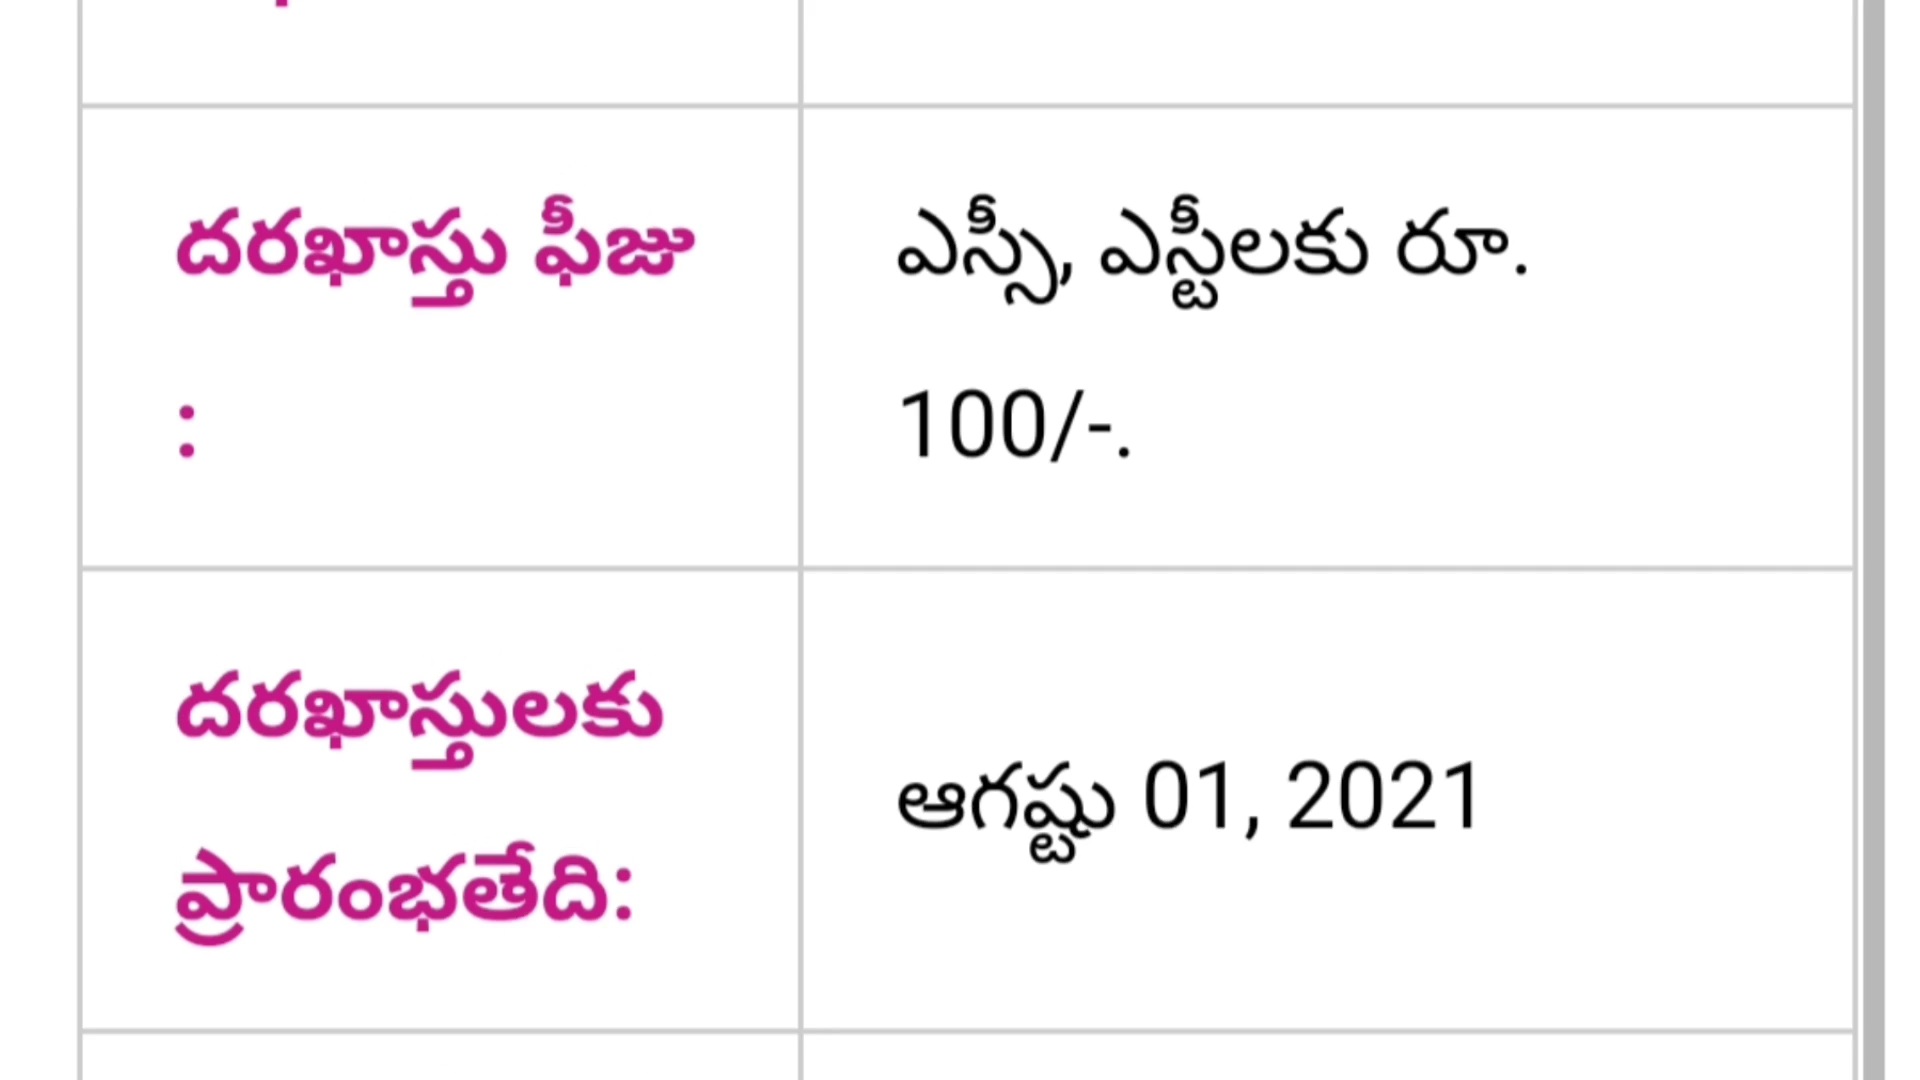 దరఖాస్తు ఫీజు
:
ఎస్సీ, ఎస్టీలకు రూ.
100/-.
దరఖాస్తులకు
ప్రారంభతేది:
ఆగష్టు 01, 2021